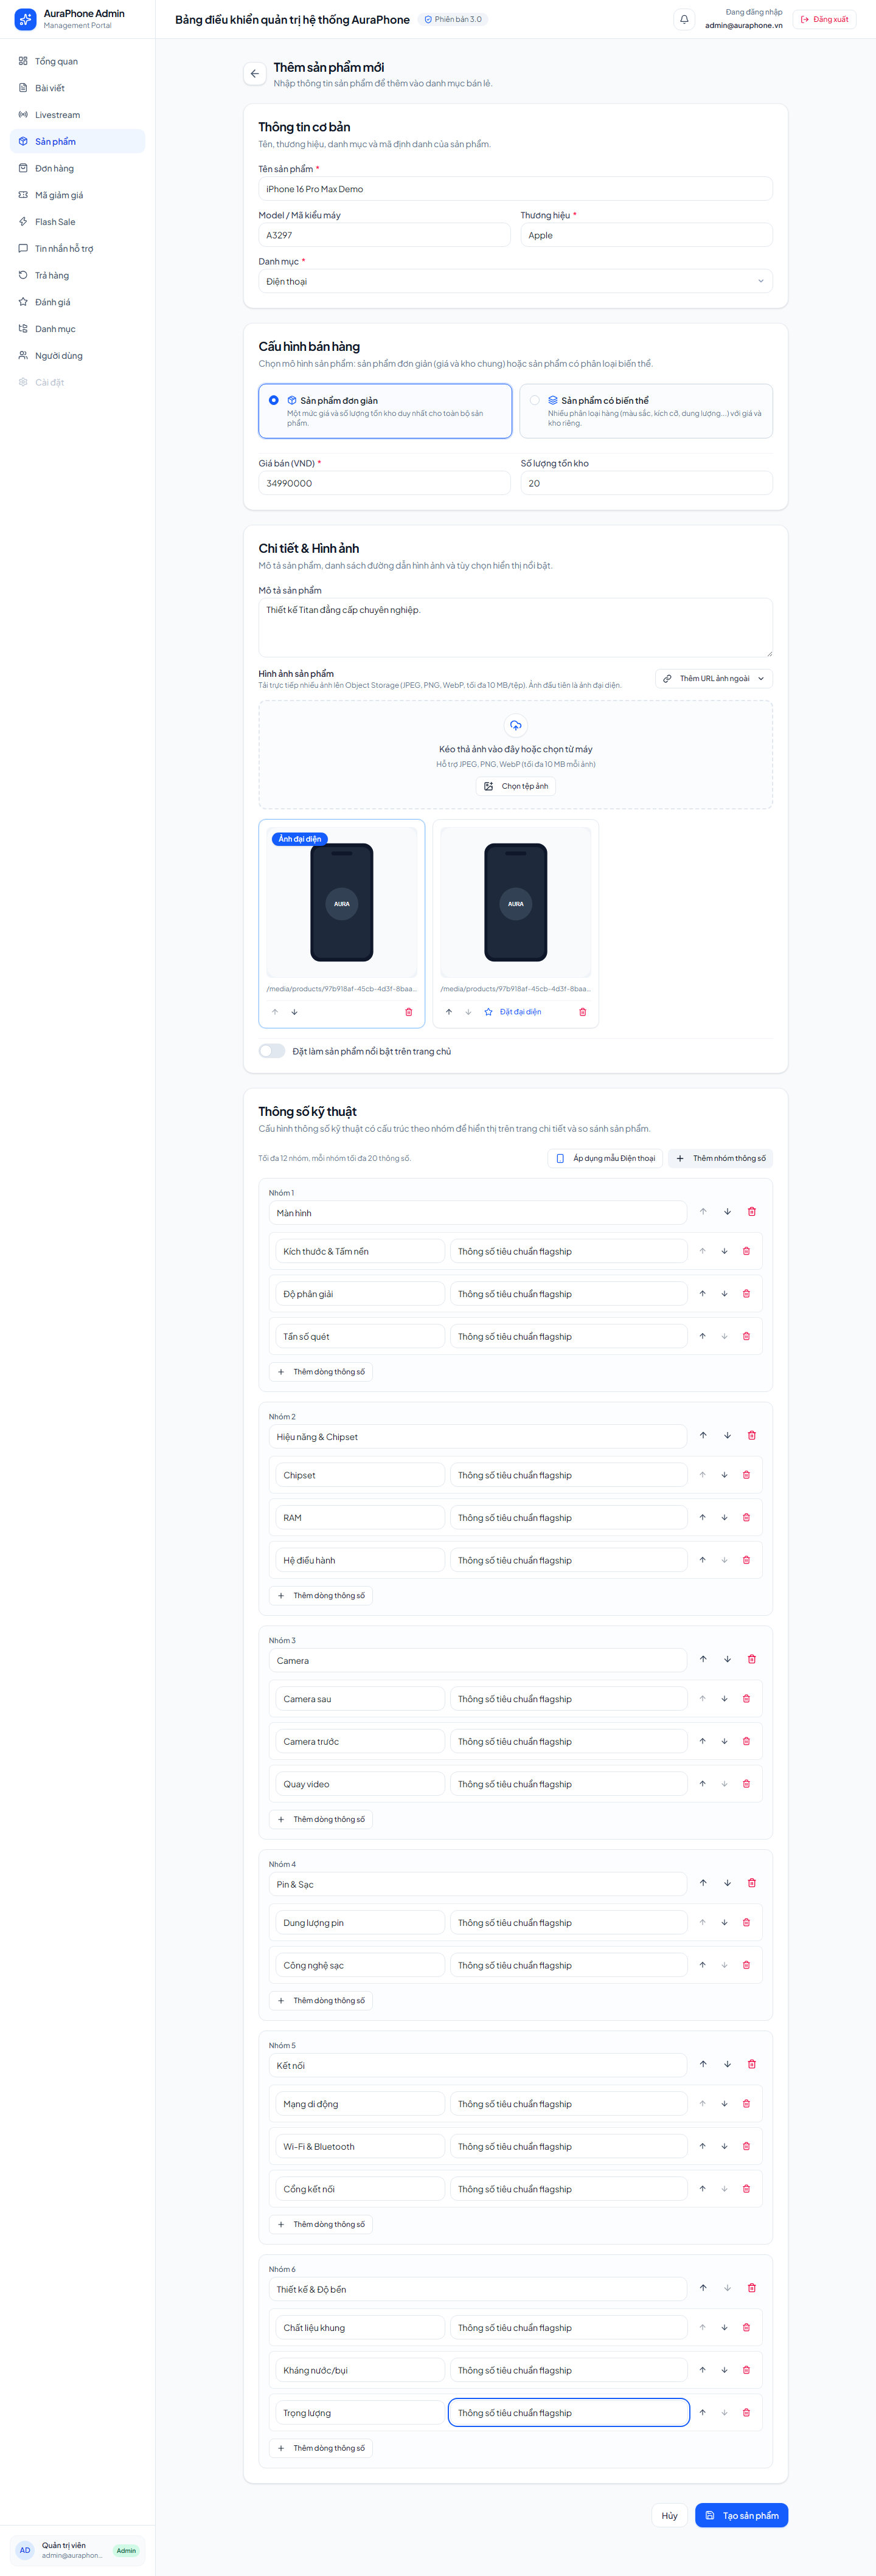 AuraPhone Admin
Management Portal
Bảng điều khiển quản trị hệ thống AuraPhone
Phiên bản 3.0
Đang đăng nhập
admin@auraphone.vn
Đăng xuất
Tổng quan
Bài viết
Livestream
Sản phẩm
Đơn hàng
Mã giảm giá
Flash Sale
Tin nhắn hỗ trợ
Trả hàng
Đánh giá
Danh mục
Người dùng
Cài đặt
Thêm sản phẩm mới
Nhập thông tin sản phẩm để thêm vào danh mục bán lẻ.
Thông tin cơ bản
Tên, thương hiệu, danh mục và mã định danh của sản phẩm.
Tên sản phẩm *
iPhone 16 Pro Max Demo
Model / Mã kiểu máy
Thương hiệu *
A3297
Apple
Danh mục *
Điện thoại
Cấu hình bán hàng
Chọn mô hình sản phẩm: sản phẩm đơn giản (giá và kho chung) hoặc sản phẩm có phân loại biến thể.
Sản phẩm đơn giản
Một mức giá và số lượng tồn kho duy nhất cho toàn bộ sản
phẩm.
Sản phẩm có biến thể
Nhiều phân loại hàng (màu sắc, kích cỡ, dung lượng...) với giá và
kho riêng.
Giá bán (VND) *
Số lượng tồn kho
34990000
20
Chi tiết & Hình ảnh
Mô tả sản phẩm, danh sách đường dẫn hình ảnh và tùy chọn hiển thị nổi bật.
Mô tả sản phẩm
Thiết kế Titan đẳng cấp chuyên nghiệp.
Hình ảnh sản phẩm
Tải trực tiếp nhiều ảnh lên Object Storage (JPEG, PNG, WebP, tối đa 10 MB/tệp). Ảnh đầu tiên là ảnh đại diện.
Thêm URL ảnh ngoài
Kéo thả ảnh vào đây hoặc chọn từ máy
Hỗ trợ JPEG, PNG, WebP (tối đa 10 MB mỗi ảnh)
Chọn tệp ảnh
Ảnh đại diện
AURA
AURA
/media/products/97b918af-45cb-4d3f-8baa...
/media/products/97b918af-45cb-4d3f-8baa...
Đặt đại diện
Đặt làm sản phẩm nổi bật trên trang chủ
Thông số kỹ thuật
Cấu hình thông số kỹ thuật có cấu trúc theo nhóm để hiển thị trên trang chi tiết và so sánh sản phẩm.
Tối đa 12 nhóm, mỗi nhóm tối đa 20 thông số.
Áp dụng mẫu Điện thoại
Thêm nhóm thông số
Nhóm 1
Màn hình
Kích thước & Tấm nền
Thông số tiêu chuẩn flagship
Độ phân giải
Thông số tiêu chuẩn flagship
Tần số quét
Thông số tiêu chuẩn flagship
Thêm dòng thông số
Nhóm 2
Hiệu năng & Chipset
Chipset
Thông số tiêu chuẩn flagship
RAM
Thông số tiêu chuẩn flagship
Hệ điều hành
Thông số tiêu chuẩn flagship
Thêm dòng thông số
Nhóm 3
Camera
Camera sau
Thông số tiêu chuẩn flagship
Camera trước
Thông số tiêu chuẩn flagship
Quay video
Thông số tiêu chuẩn flagship
Thêm dòng thông số
Nhóm 4
Pin & Sạc
Dung lượng pin
Thông số tiêu chuẩn flagship
Công nghệ sạc
Thông số tiêu chuẩn flagship
Thêm dòng thông số
Nhóm 5
Kết nối
Mạng di động
Thông số tiêu chuẩn flagship
Wi-Fi & Bluetooth
Thông số tiêu chuẩn flagship
Cổng kết nối
Thông số tiêu chuẩn flagship
Thêm dòng thông số
Nhóm 6
Thiết kế & Độ bền
Chất liệu khung
Thông số tiêu chuẩn flagship
Kháng nước/bụi
Thông số tiêu chuẩn flagship
Trọng lượng
Thông số tiêu chuẩn flagship
Thêm dòng thông số
Hủy
Tạo sản phẩm
AD
Quản trị viên
admin@auraphon...
Admin